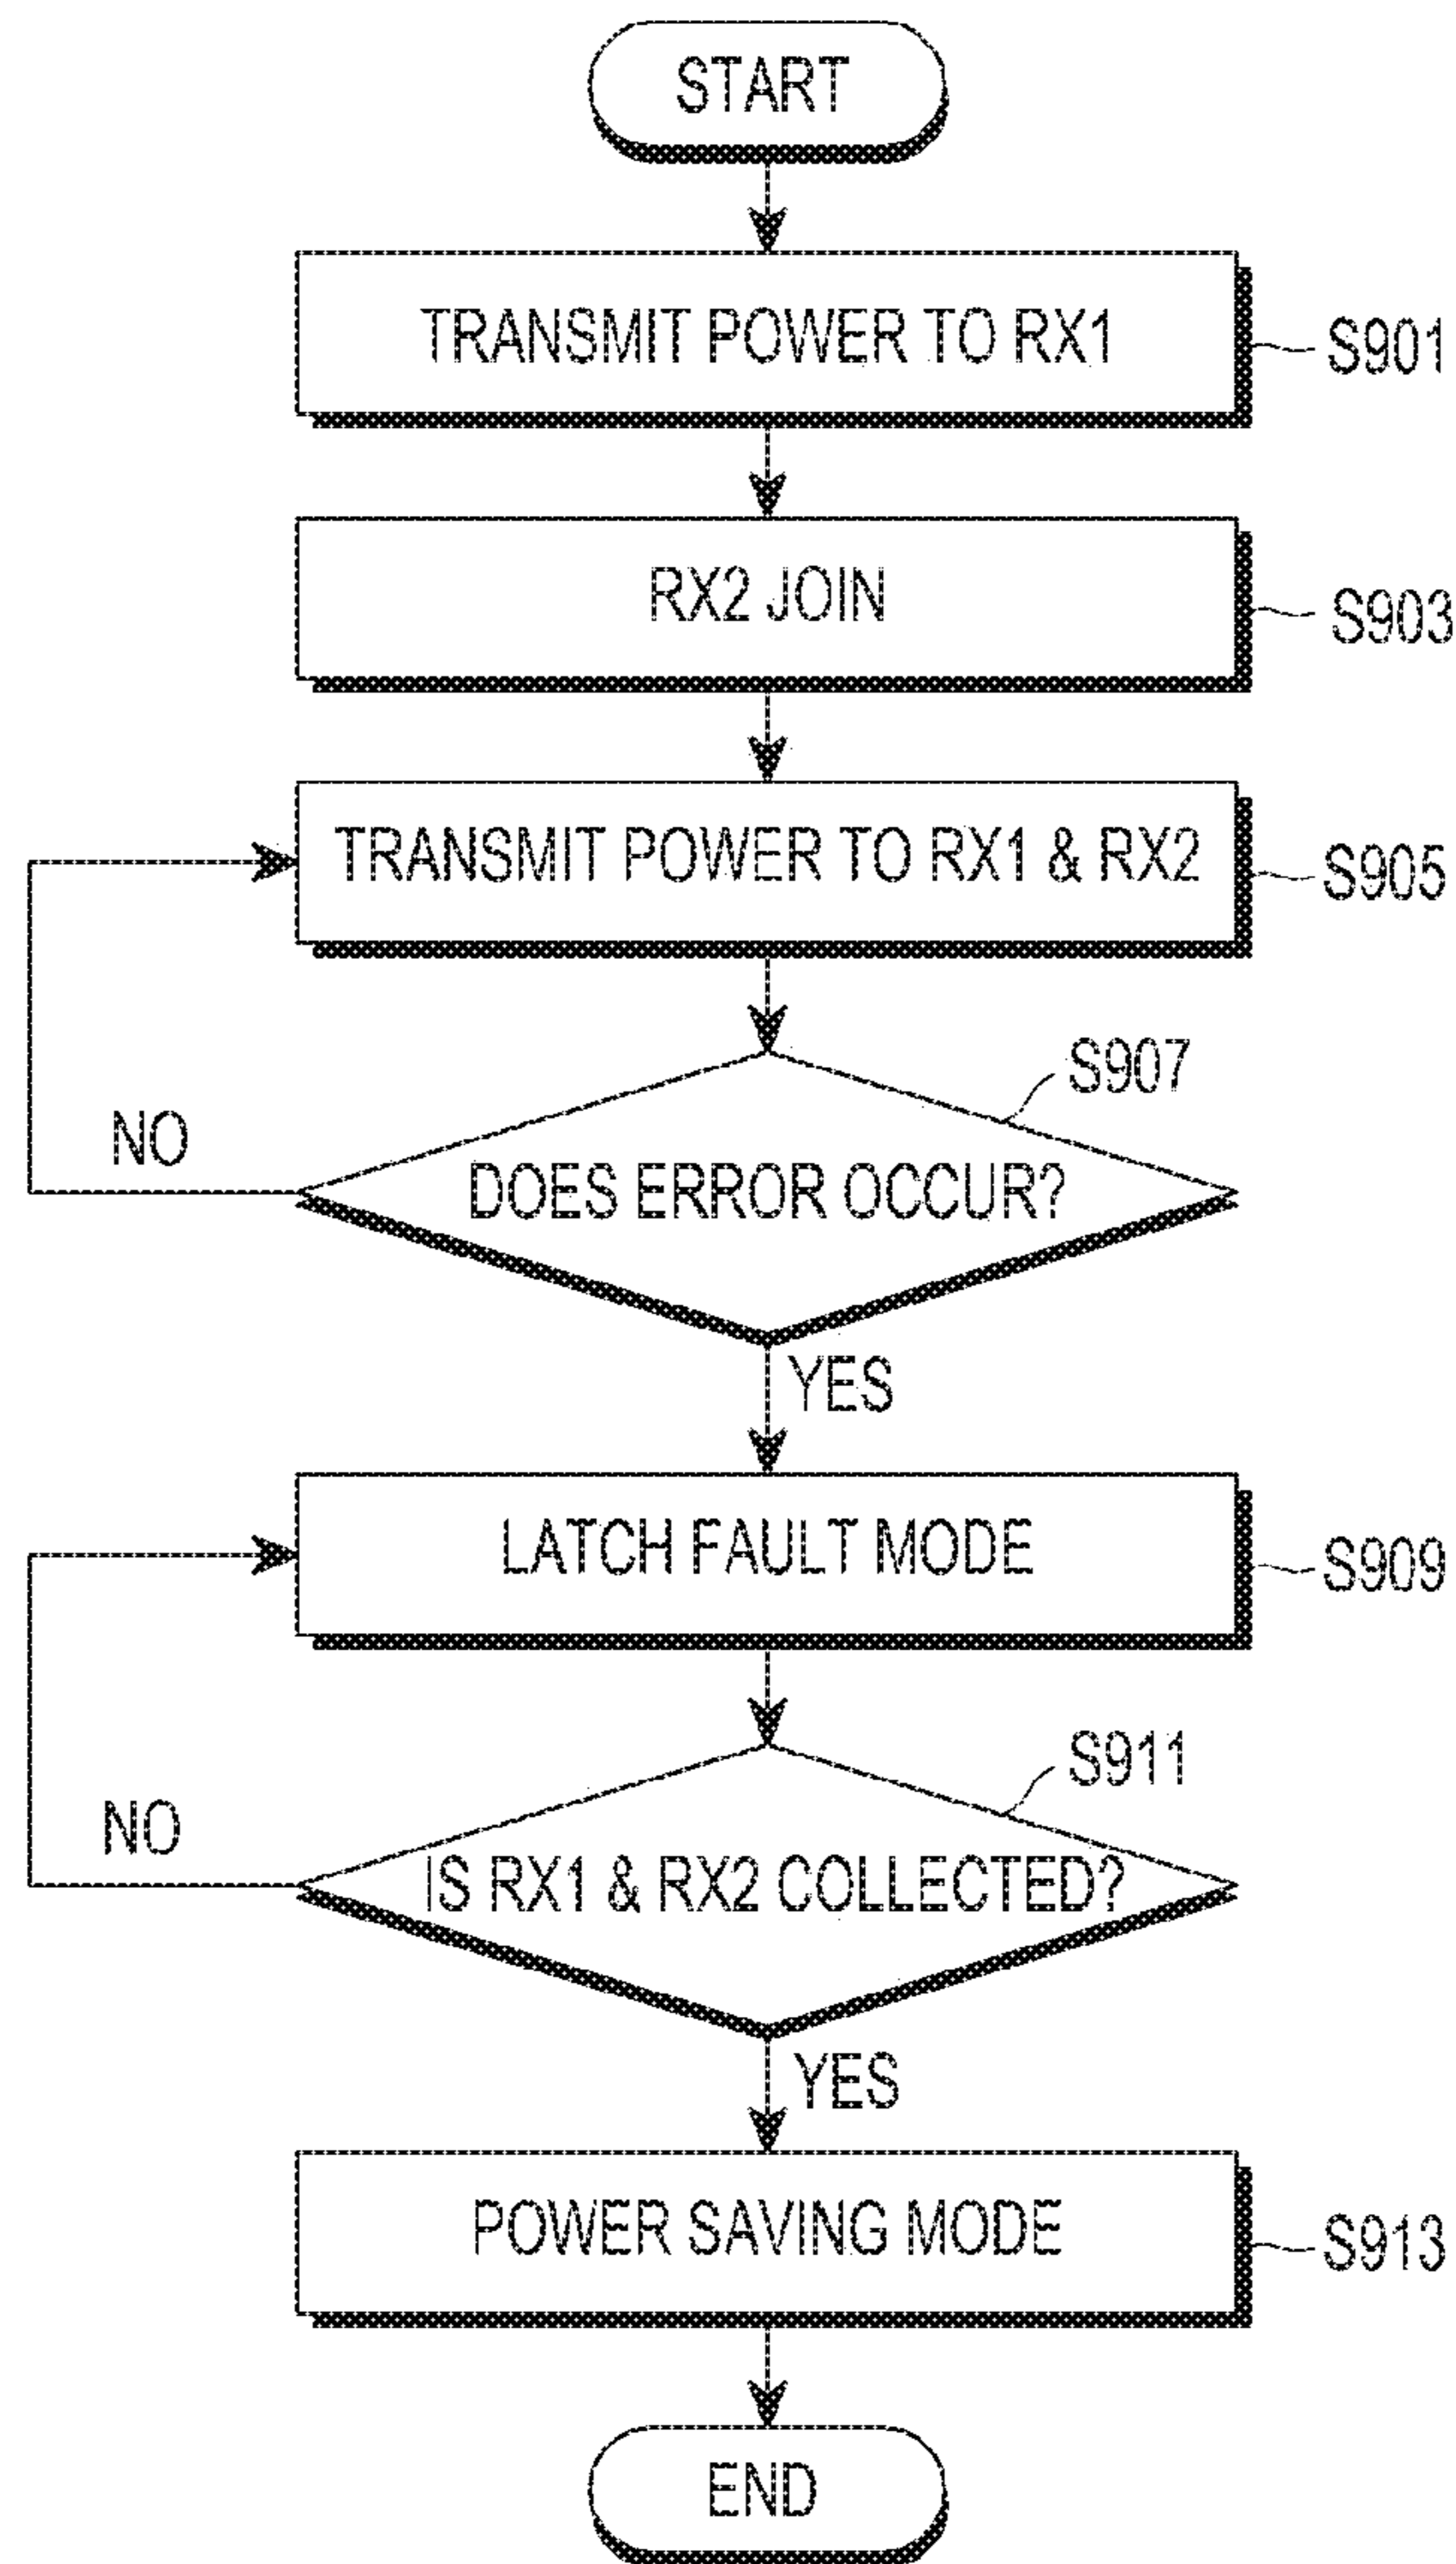 START
TRANSMIT POWER TO RX1
S901
RX2 JOIN
S903
TRANSMIT POWER TO RX1 & RX2
S905
S907
NO
DOES ERROR OCCUR?
YES
LATCH FAULT MODE
S909
S911
NO
IS RX1 & RX2 COLLECTED?
YES
POWER SAVING MODE
S913
END